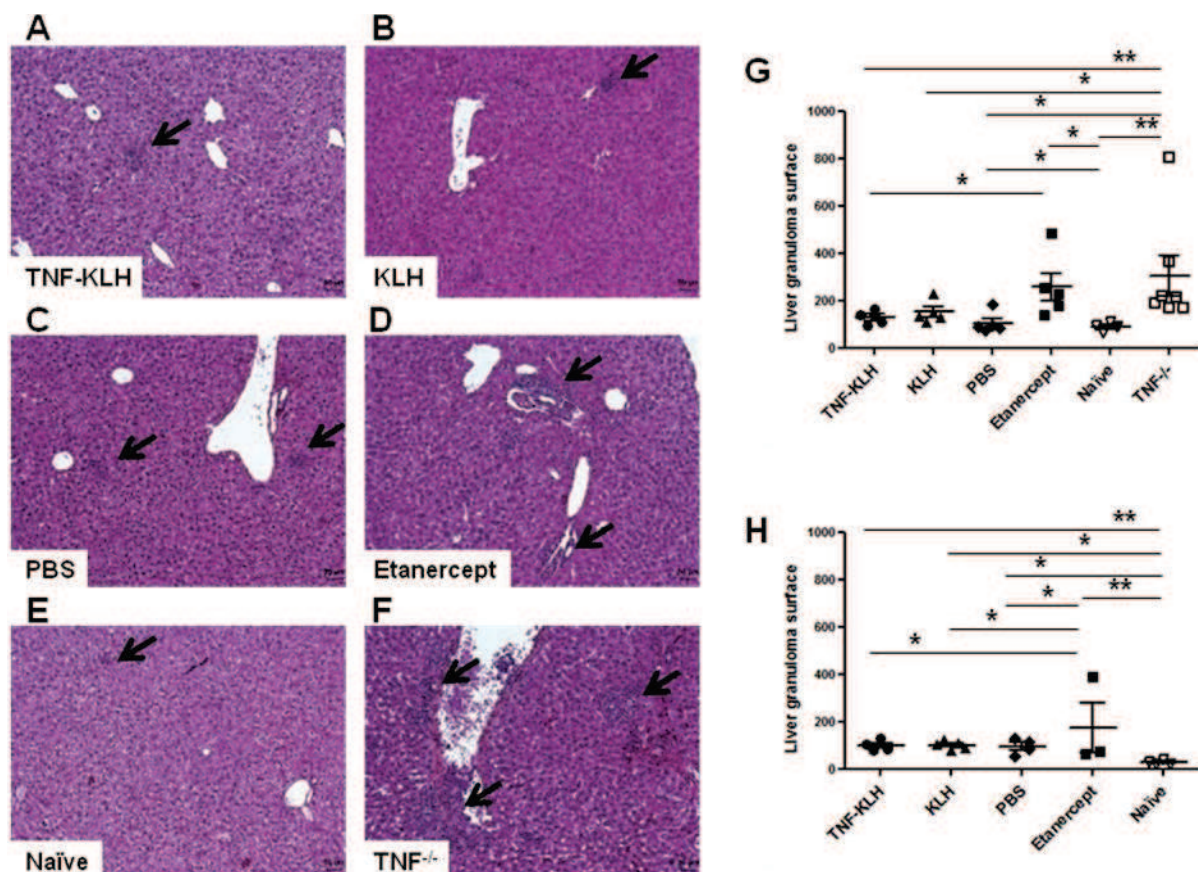 A
TNF-KLH
B
KLH
C
PBS
D
Etanercept
E
Naïve
F
TNF-/-
G
**
*
*
* **
*
*
1000
800
600
400
200
0
Liver granuloma surface
TNF-KLH
KLH
PBS
Etanercept
Naïve
TNF-/-
H
**
*
*
* **
*
*
1000
800
600
400
200
0
Liver granuloma surface
TNF-KLH
KLH
PBS
Etanercept
Naïve